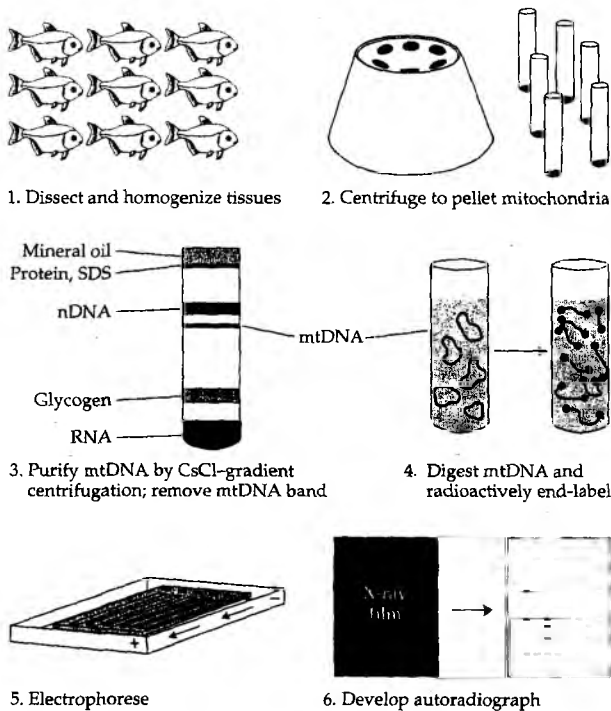 1. Dissect and homogenize tissues
2. Centrifuge to pellet mitochondria
Mineral oil
Protein, SDS
nDNA
mtDNA
Glycogen
RNA
3. Purify mtDNA by CsCl-gradient
centrifugation; remove mtDNA band
4. Digest mtDNA and
radioactively end-label
− +
5. Electrophorese
X-ray
film
6. Develop autoradiograph